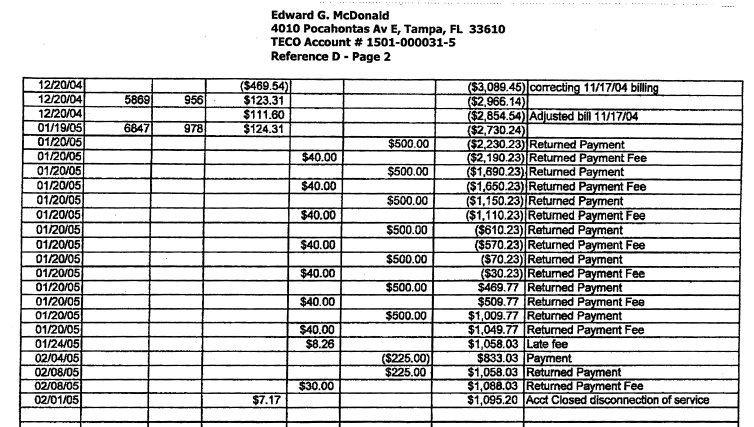 Edward G. McDonald
4010 Pocahontas Av E, Tampa, FL 33610
TECO Account # 1501-000031-5
Reference D - Page 2
12/20/04 ($469.54) ($3,089.45) correcting 11/17/04 billing
12/20/04 5869 956 $123.31 ($2,966.14)
12/20/04 $111.60 ($2,854.54) Adjusted bill 11/17/04
01/19/05 6847 978 $124.31 ($2,730.24)
01/20/05 $500.00 ($2,230.23) Returned Payment
01/20/05 $40.00 ($2,190.23) Returned Payment Fee
01/20/05 $500.00 ($1,690.23) Returned Payment
01/20/05 $40.00 ($1,650.23) Returned Payment Fee
01/20/05 $500.00 ($1,150.23) Returned Payment
01/20/05 $40.00 ($1,110.23) Returned Payment Fee
01/20/05 $500.00 ($610.23) Returned Payment
01/20/05 $40.00 ($570.23) Returned Payment Fee
01/20/05 $500.00 ($70.23) Returned Payment
01/20/05 $40.00 ($30.23) Returned Payment Fee
01/20/05 $500.00 $469.77 Returned Payment
01/20/05 $40.00 $509.77 Returned Payment Fee
01/20/05 $500.00 $1,009.77 Returned Payment
01/20/05 $40.00 $1,049.77 Returned Payment Fee
01/24/05 $8.26 $1,058.03 Late fee
02/04/05 ($225.00) $833.03 Payment
02/08/05 $225.00 $1,058.03 Returned Payment
02/08/05 $30.00 $1,088.03 Returned Payment Fee
02/01/05 $7.17 $1,095.20 Acct Closed disconnection of service